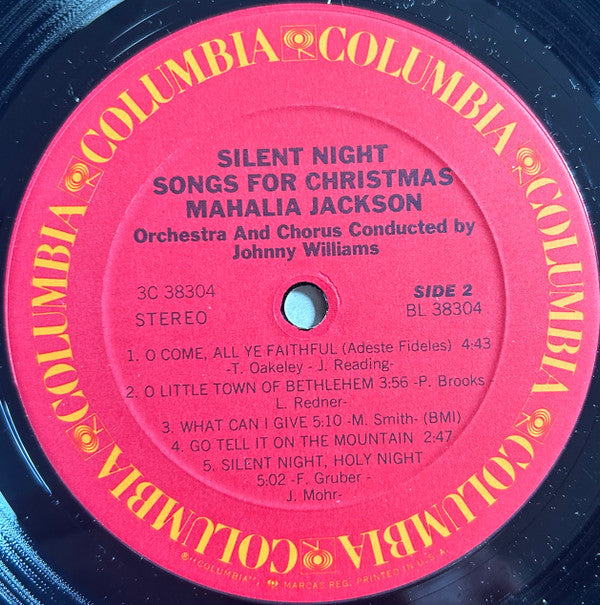 COLUMBIA COLUMBIA COLUMBIA COLUMBIA COLUMBIA COLUMBIA
SILENT NIGHT
SONGS FOR CHRISTMAS
MAHALIA JACKSON
Orchestra And Chorus Conducted by
Johnny Williams
3C 38304
SIDE 2
STEREO
BL 38304
1. O COME, ALL YE FAITHFUL (Adeste Fideles) 4:43
-T. Oakeley - J. Reading-
2. O LITTLE TOWN OF BETHLEHEM 3:56 -P. Brooks -
L. Redner-
3. WHAT CAN I GIVE 5:10 -M. Smith- (BMI)
4. GO TELL IT ON THE MOUNTAIN 2:47
5. SILENT NIGHT, HOLY NIGHT
5:02 -F. Gruber -
J. Mohr-
"COLUMBIA", MARCAS REG. PRINTED IN U.S.A.